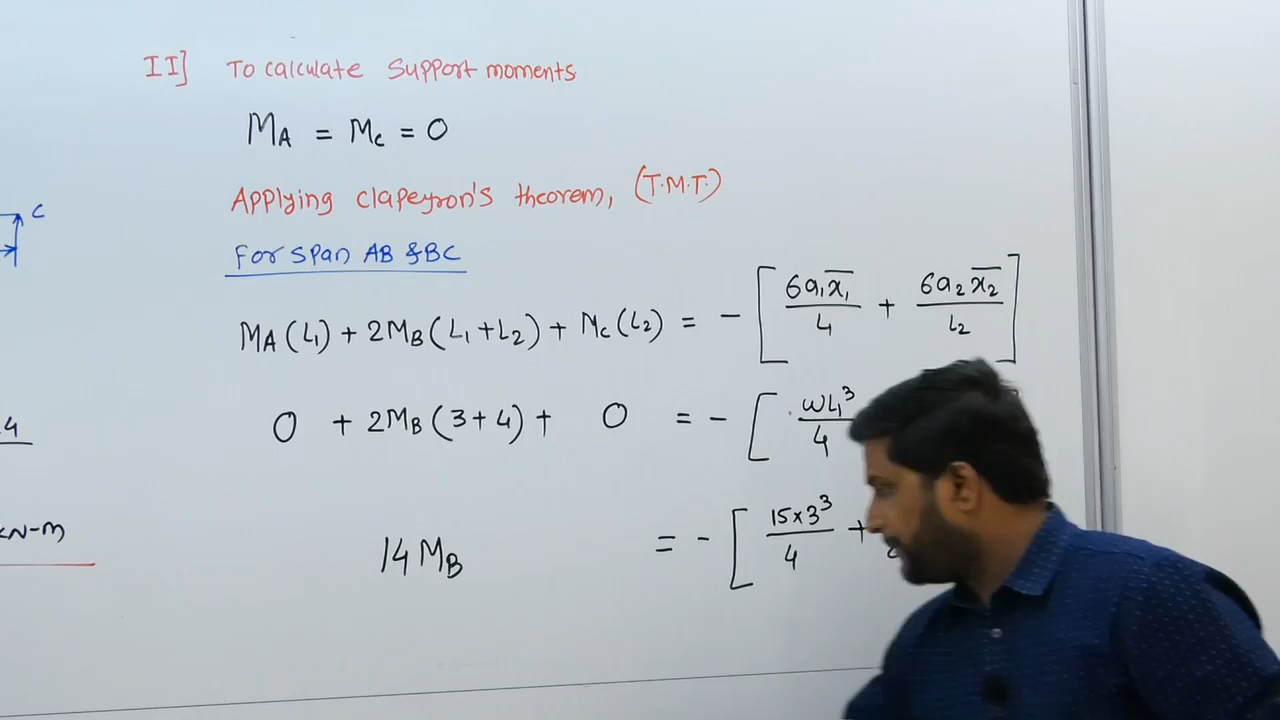 II] To calculate Support moments
MA = Mc = 0
Applying Clapeyron's theorem, (T.M.T.)
C
For Span AB & BC
MA(L1) + 2MB(L1+L2) + Mc(L2) = - [ 6a1x̄1/L1 + 6a2x̄2/L2 ]
0 + 2MB(3+4) + 0 = - [ wL1³/4
4
N-m
14 MB = - [ 15×3³/4 +